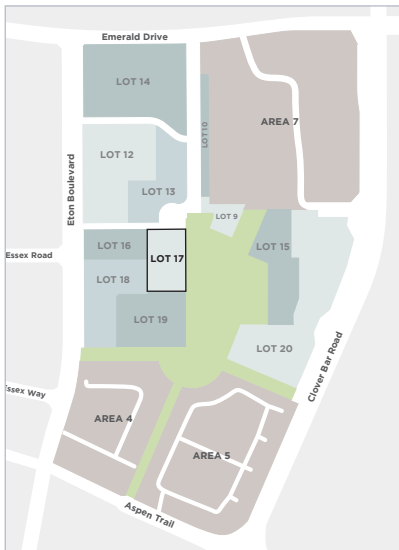 Emerald Drive
LOT 14
LOT 10
AREA 7
LOT 12
Eton Boulevard
LOT 13
LOT 9
Essex Road
LOT 16
LOT 17
LOT 15
LOT 18
LOT 19
LOT 20
Clover Bar Road
Essex Way
AREA 4
AREA 5
Aspen Trail